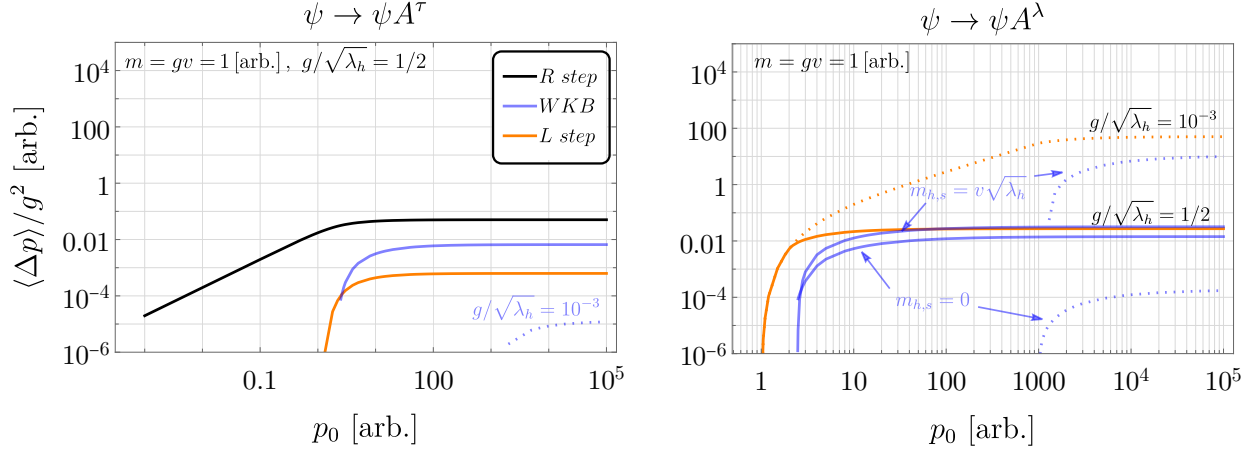 ψ → ψA^τ
m = gv = 1 [arb.] , g/√λ_h = 1/2
R step
WKB
L step
g/√λ_h = 10^−3
10^4
100
1
0.01
10^−4
10^−6
0.1
100
10^5
⟨Δp⟩/g^2 [arb.]
p_0 [arb.]
ψ → ψA^λ
m = gv = 1 [arb.]
g/√λ_h = 10^−3
m_{h,s} = v√λ_h
g/√λ_h = 1/2
m_{h,s} = 0
10^4
100
1
0.01
10^−4
10^−6
1
10
100
1000
10^4
10^5
p_0 [arb.]